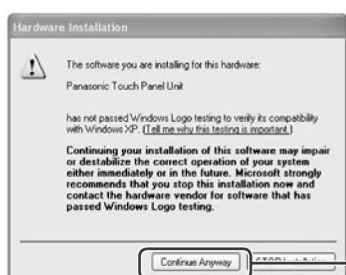 Hardware Installation
The software you are installing for this hardware:
Panasonic Touch Panel Unit
has not passed Windows Logo testing to verify its compatibility
with Windows XP. (Tell me why this testing is important.)
Continuing your installation of this software may impair
or destabilize the correct operation of your system
either immediately or in the future. Microsoft strongly
recommends that you stop this installation now and
contact the hardware vendor for software that has
passed Windows Logo testing.
Continue Anyway STOP Installation